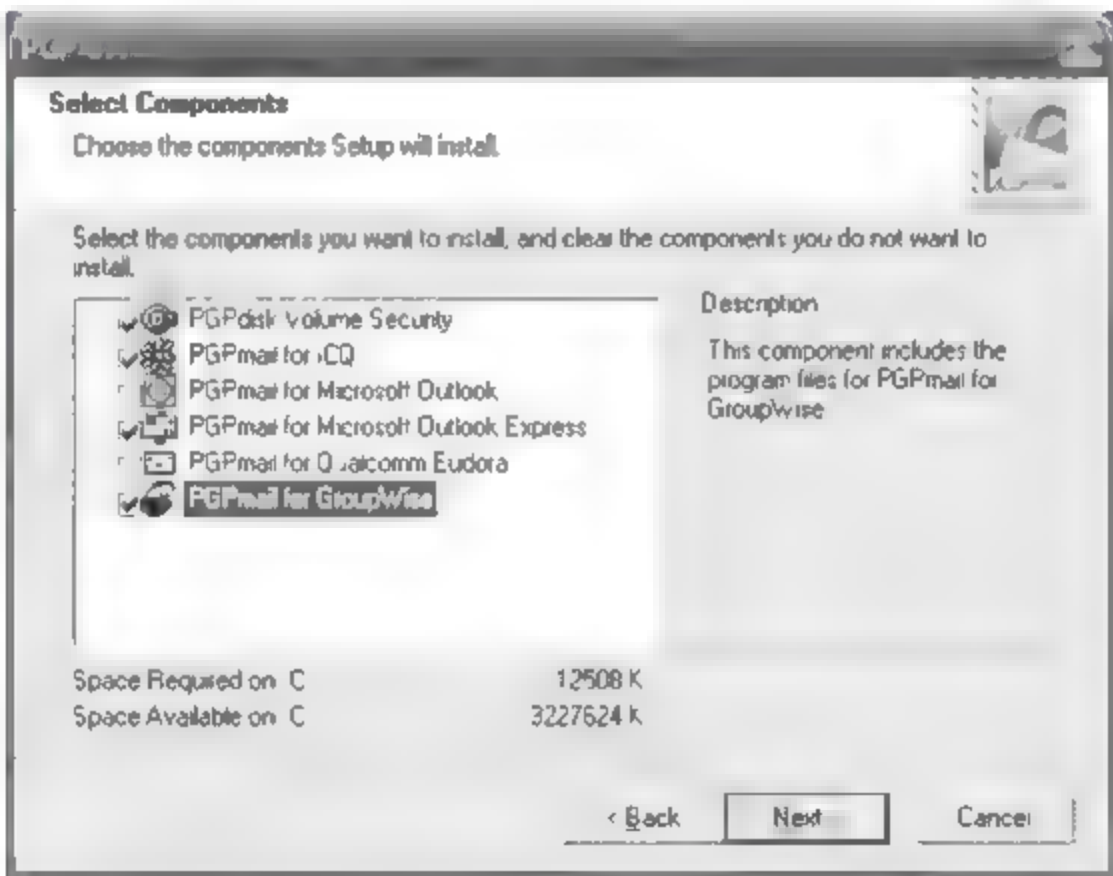 Select Components
Choose the components Setup will install.
Select the components you want to install, and clear the components you do not want to
install.
PGPdisk Volume Security
PGPmail for ICQ
PGPmail for Microsoft Outlook
PGPmail for Microsoft Outlook Express
PGPmail for Qualcomm Eudora
PGPmail for GroupWise
Description
This component includes the
program files for PGPmail for
GroupWise
Space Required on C
12508 K
Space Available on C
3227624 K
< Back
Next
Cancel